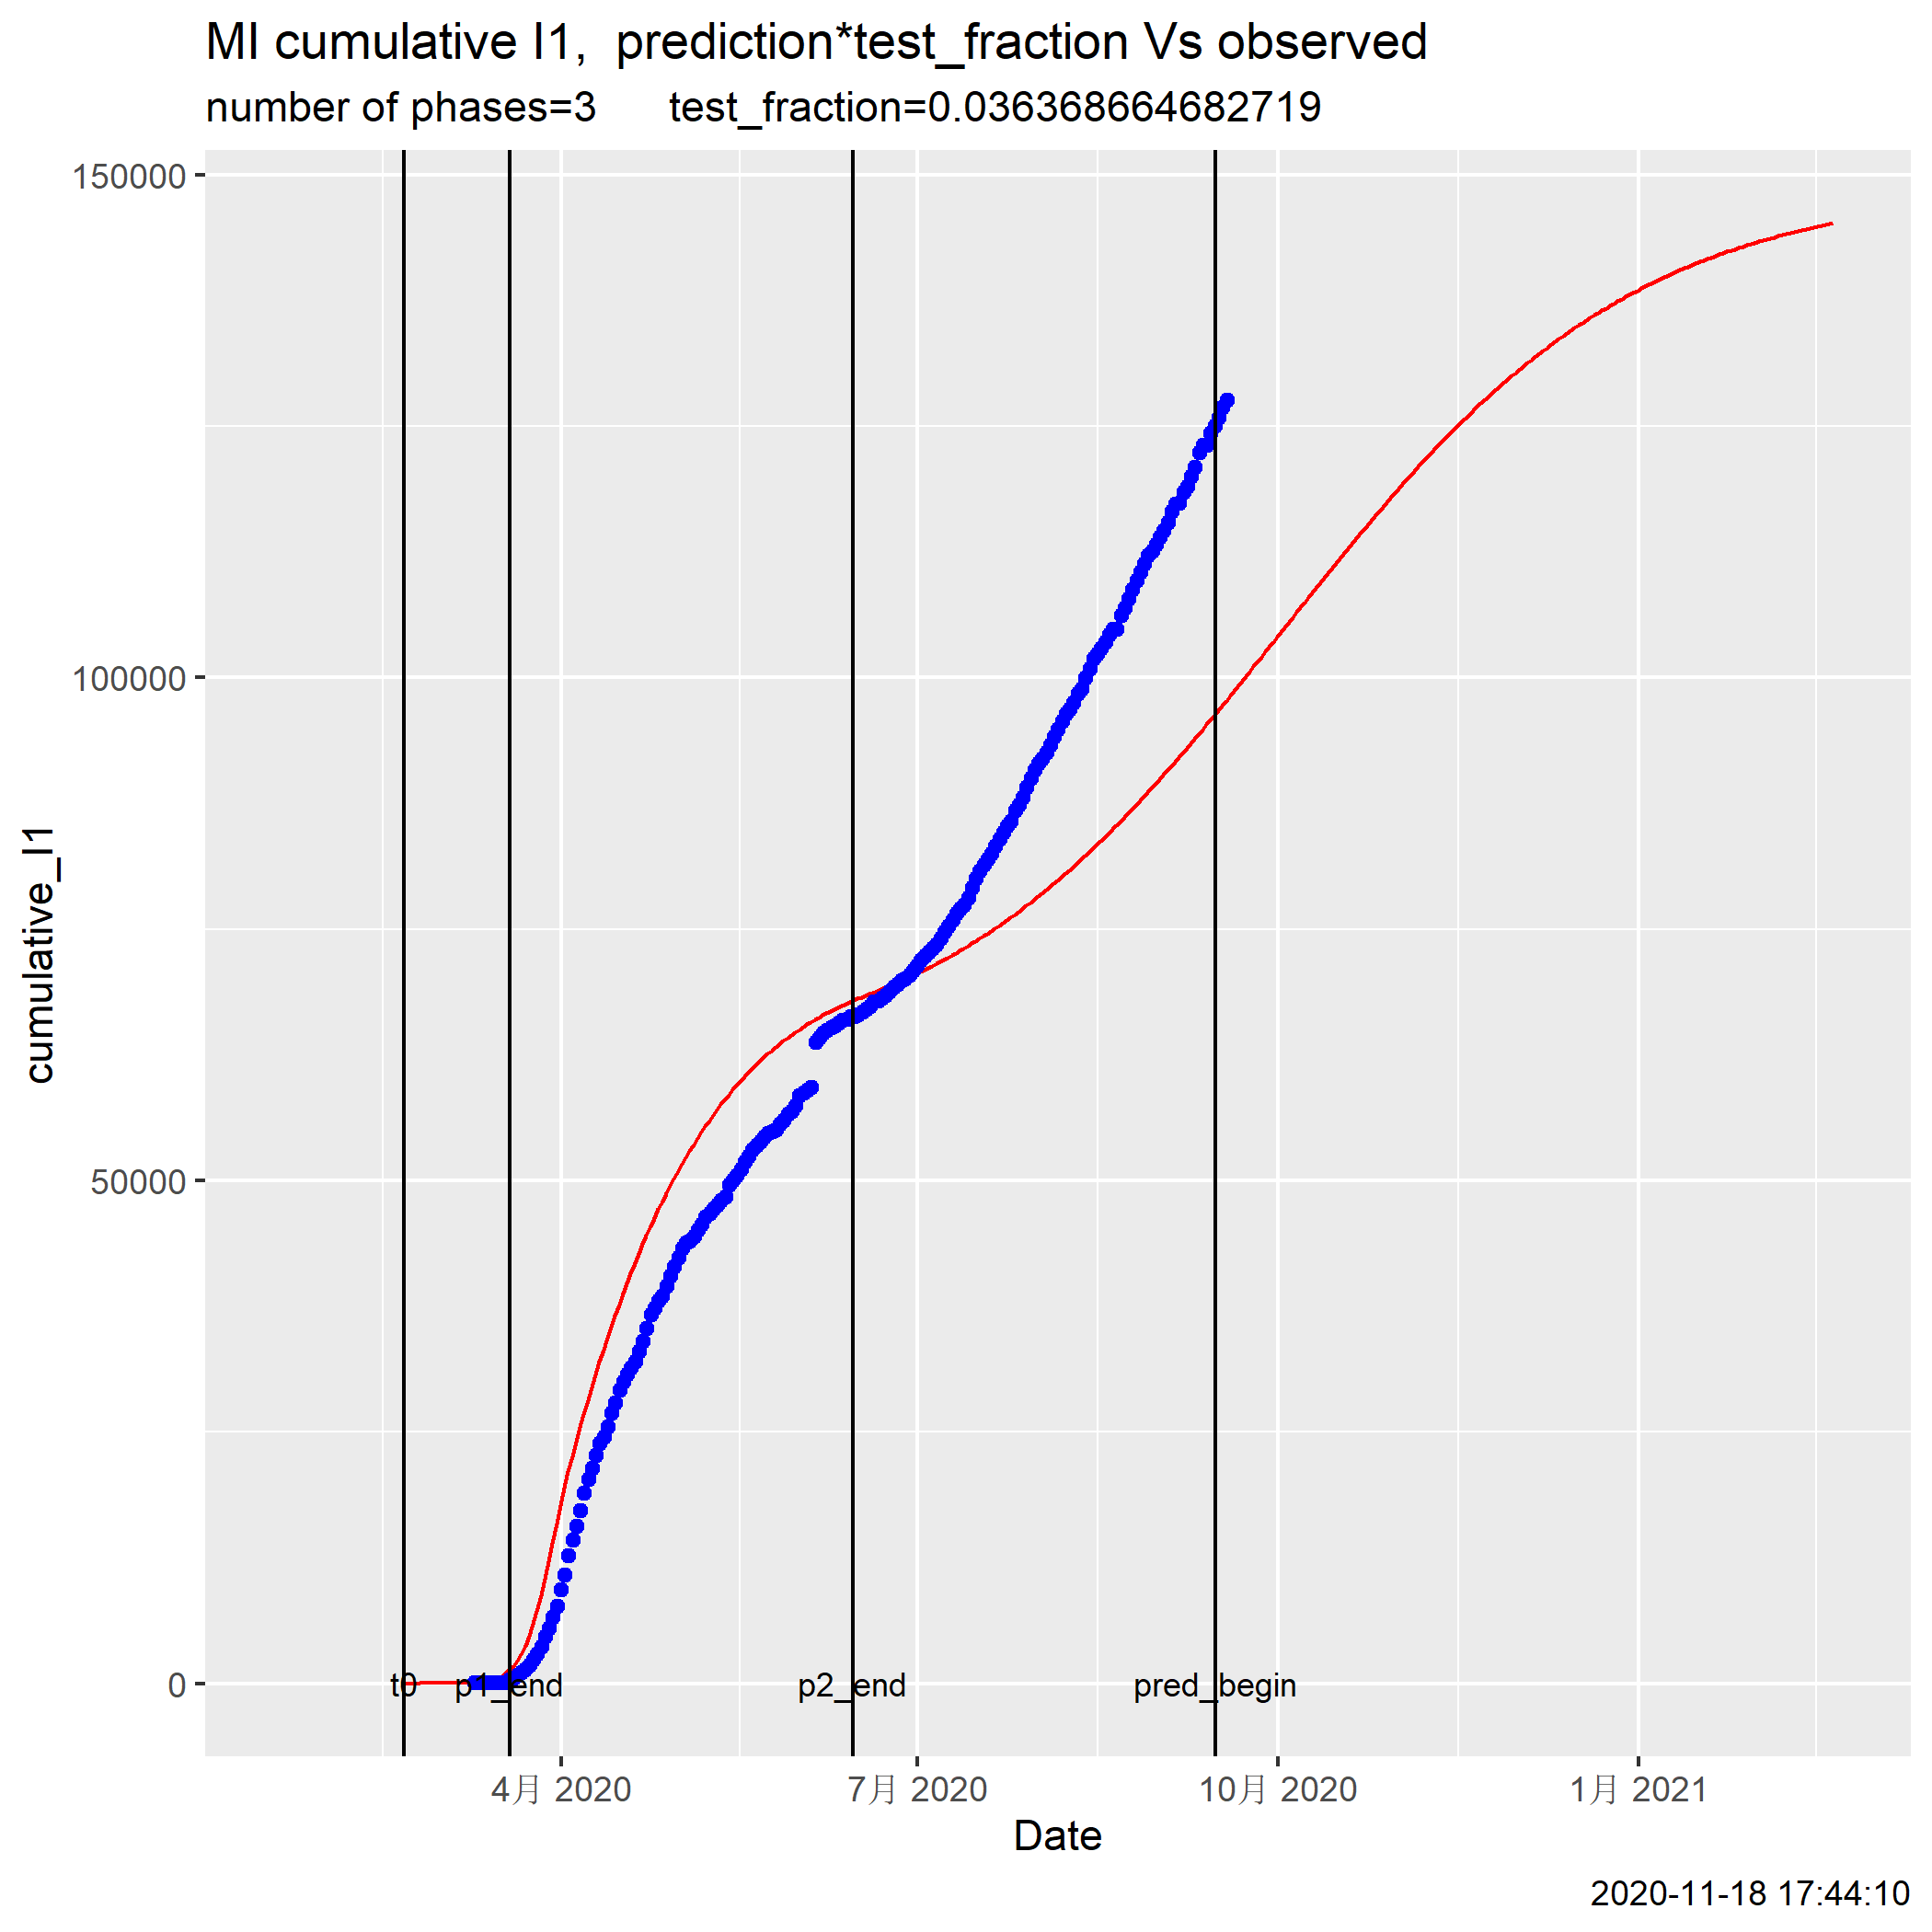 MI cumulative I1,  prediction*test_fraction Vs observed
number of phases=3      test_fraction=0.036368664682719
150000
100000
50000
0
cumulative_I1
t0 p1_end p2_end pred_begin
4月 2020 7月 2020 10月 2020 1月 2021
Date
2020-11-18 17:44:10